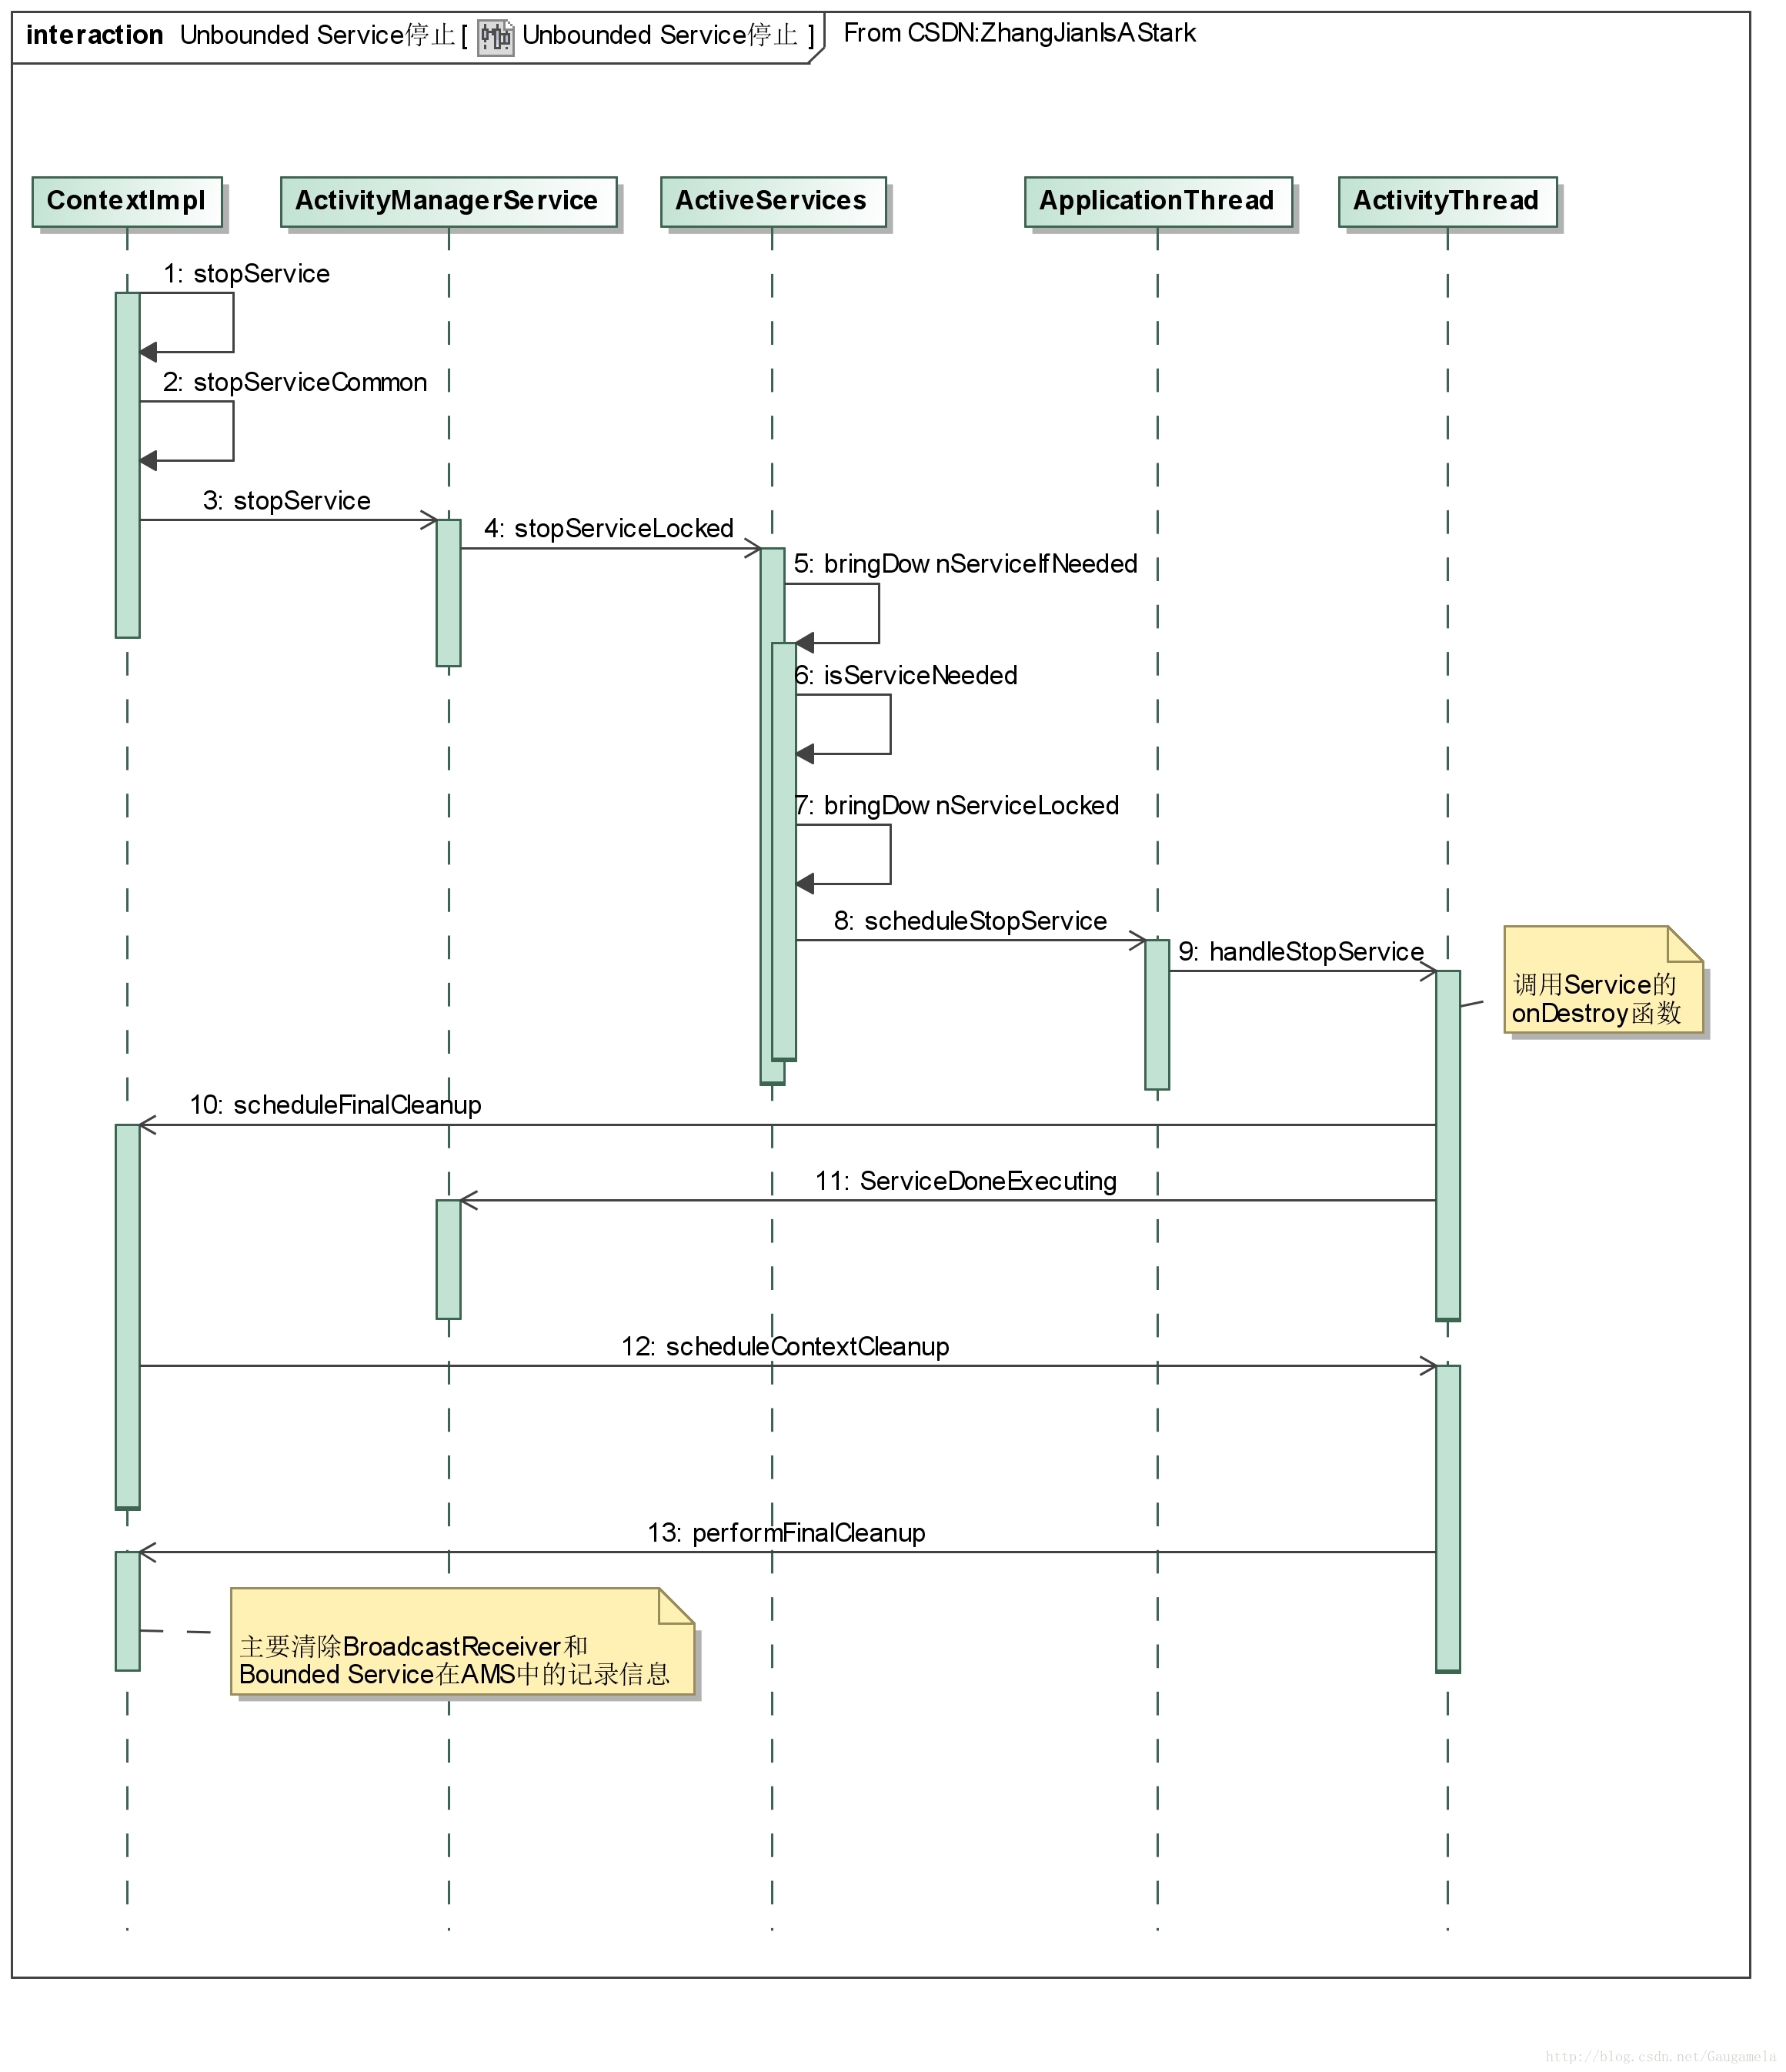 interaction Unbounded Service停止 [ Unbounded Service停止 ]
From CSDN:ZhangJianIsAStark
ContextImpl
ActivityManagerService
ActiveServices
ApplicationThread
ActivityThread
1: stopService
2: stopServiceCommon
3: stopService
4: stopServiceLocked
5: bringDownServiceIfNeeded
6: isServiceNeeded
7: bringDownServiceLocked
8: scheduleStopService
9: handleStopService
调用Service的
onDestroy函数
10: scheduleFinalCleanup
11: ServiceDoneExecuting
12: scheduleContextCleanup
13: performFinalCleanup
主要清除BroadcastReceiver和
Bounded Service在AMS中的记录信息
http://blog.csdn.net/Gaugamela